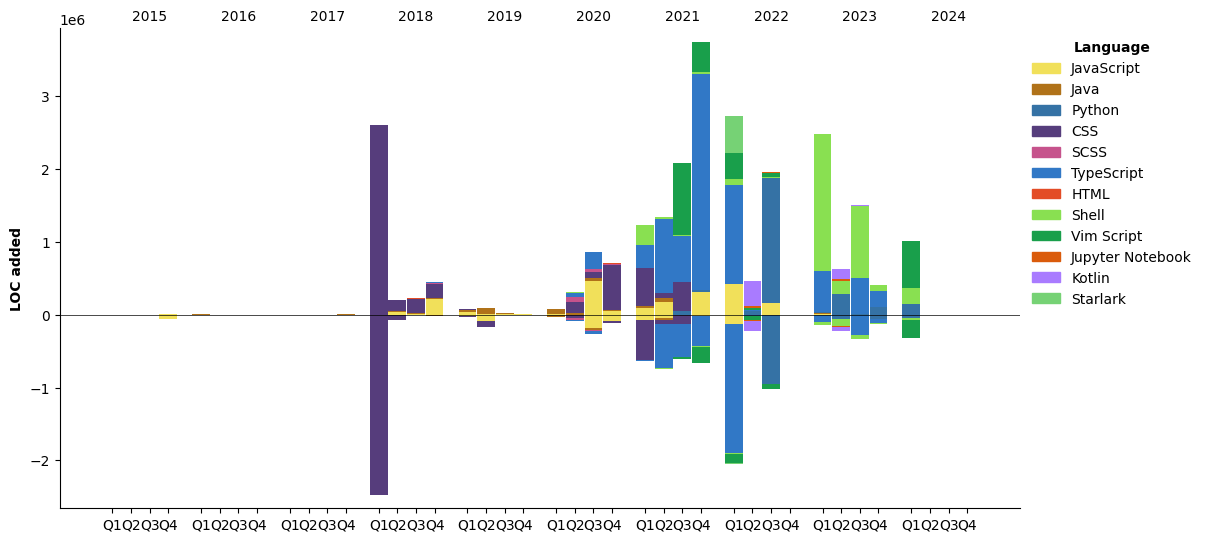 1e6
2015 2016 2017 2018 2019 2020 2021 2022 2023 2024
3
2
1
0
−1
−2
LOC added
Q1Q2Q3Q4 Q1Q2Q3Q4 Q1Q2Q3Q4 Q1Q2Q3Q4 Q1Q2Q3Q4 Q1Q2Q3Q4 Q1Q2Q3Q4 Q1Q2Q3Q4 Q1Q2Q3Q4 Q1Q2Q3Q4
Language
JavaScript
Java
Python
CSS
SCSS
TypeScript
HTML
Shell
Vim Script
Jupyter Notebook
Kotlin
Starlark